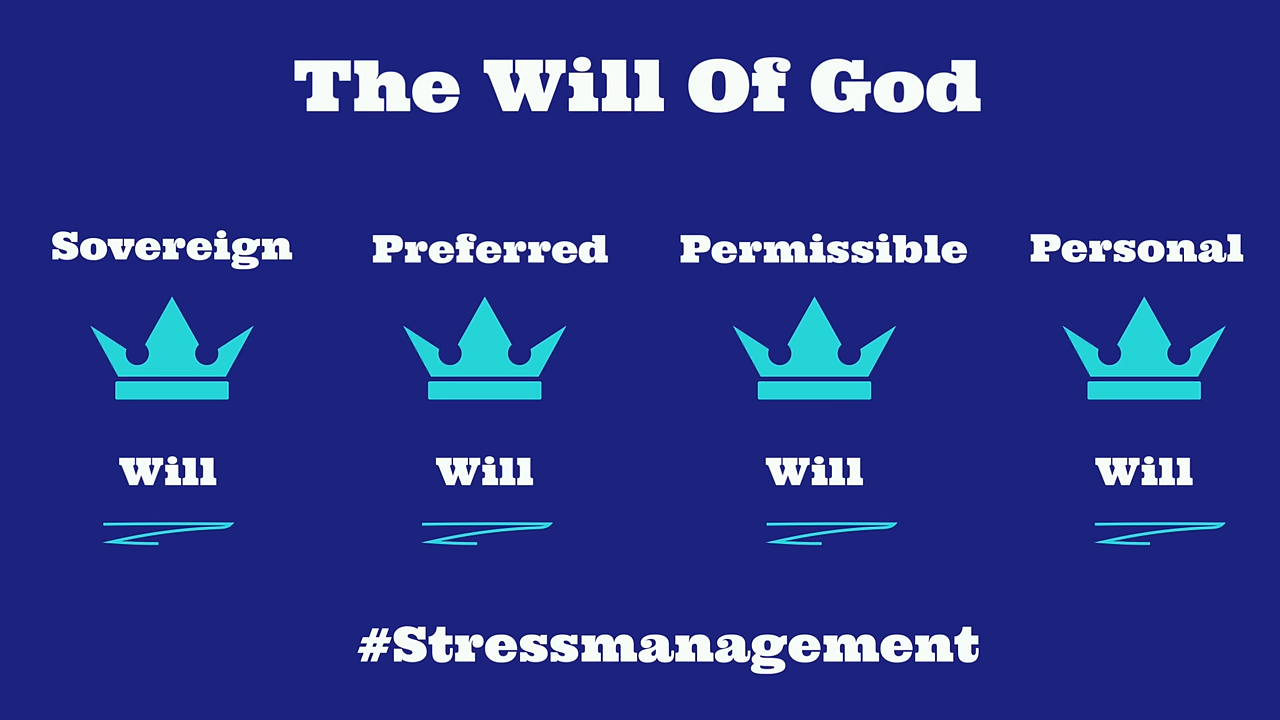 The Will Of God
Sovereign Preferred Permissible Personal
Will Will Will Will
#Stressmanagement